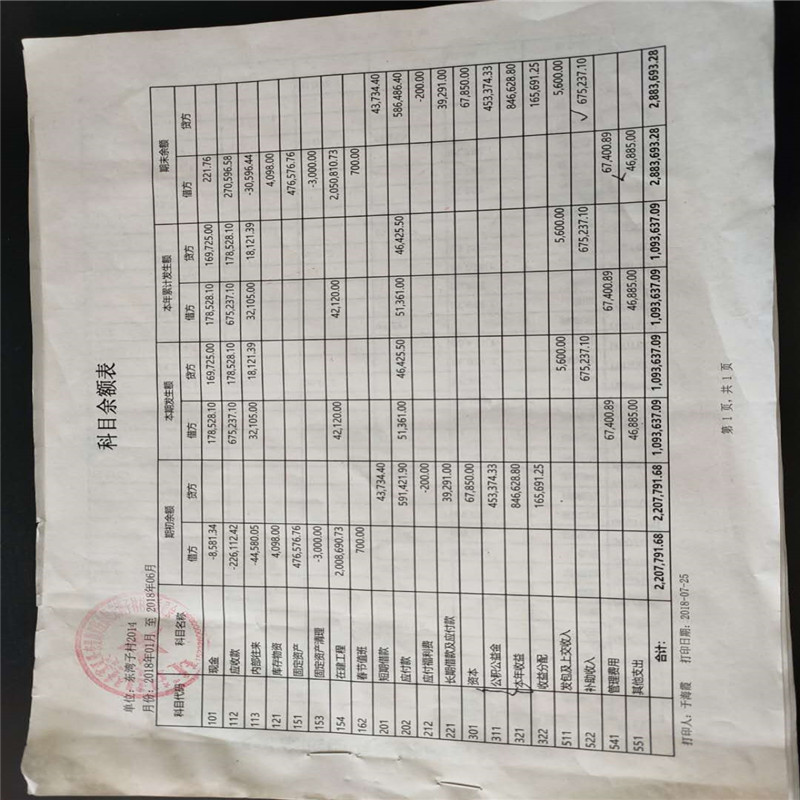 科目余额表
单位：东湾子村2014
月份：2018年01月 至 2018年06月
科目代码 科目名称 期初余额 本期发生额 本年累计发生额 期末余额
借方 贷方 借方 贷方 借方 贷方 借方 贷方
101 现金 -8,581.34 178,528.10 169,725.00 178,528.10 169,725.00 221.76
112 应收款 -226,112.42 675,237.10 178,528.10 675,237.10 178,528.10 270,596.58
113 内部往来 -44,580.05 32,105.00 18,121.39 32,105.00 18,121.39 -30,596.44
121 库存物资 4,098.00 4,098.00
151 固定资产 476,576.76 476,576.76
153 固定资产清理 -3,000.00 -3,000.00
154 在建工程 2,008,690.73 42,120.00 42,120.00 2,050,810.73
162 春节值班 700.00 700.00
201 短期借款 43,734.40 43,734.40
202 应付款 591,421.90 51,361.00 46,425.50 51,361.00 46,425.50 586,486.40
212 应付福利费 -200.00 -200.00
221 长期借款及应付款 39,291.00 39,291.00
301 资本 67,850.00 67,850.00
311 公积公益金 453,374.33 453,374.33
321 本年收益 846,628.80 846,628.80
322 收益分配 165,691.25 165,691.25
511 发包及上交收入 5,600.00 5,600.00 5,600.00
522 补助收入 675,237.10 675,237.10 675,237.10
541 管理费用 67,400.89 67,400.89 67,400.89
551 其他支出 46,885.00 46,885.00 46,885.00
合计: 2,207,791.68 2,207,791.68 1,093,637.09 1,093,637.09 1,093,637.09 1,093,637.09 2,883,693.28 2,883,693.28
打印人：于海霞 打印日期：2018-07-25
第 1 页，共 1 页